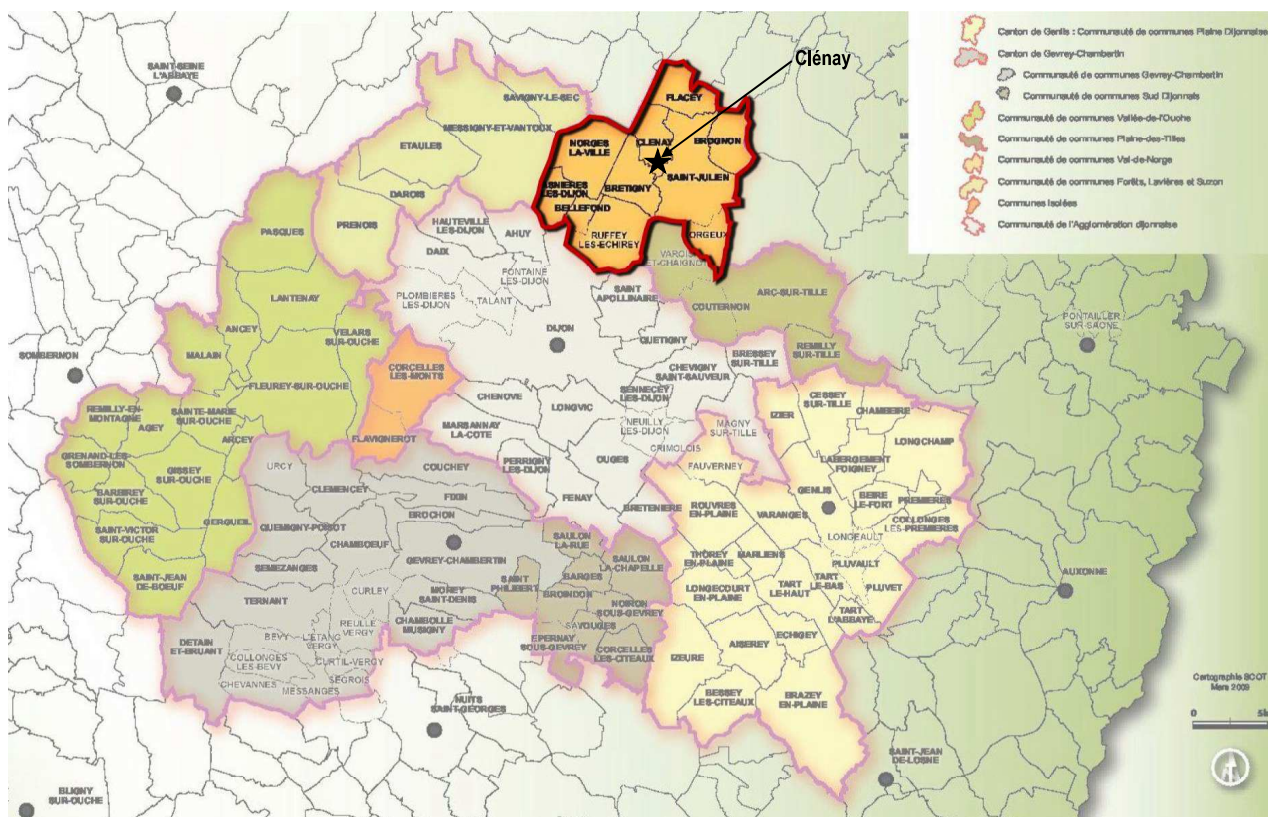 Clénay
Canton de Genlis : Communauté de communes Plaine Dijonnaise
Canton de Gevrey-Chambertin
Communauté de communes Gevrey-Chambertin
Communauté de communes Sud Dijonnais
Communauté de communes Vallée-de-l'Ouche
Communauté de communes Plaine-des-Tilles
Communauté de communes Val-de-Norge
Communauté de communes Forêts, Lavières et Suzon
Communes Isolées
Communauté de l'Agglomération dijonnaise
SAINT-SEINE
L'ABBAYE
SAVIGNY-LE-SEC
MESSIGNY-ET-VANTOUX
ETAULES
DAROIS
PRENOIS
FLACEY
NORGES
LA-VILLE
CLENAY
BROGNON
SAINT-JULIEN
BRETIGNY
ASNIERES
LES-DIJON
BELLEFOND
RUFFEY
LES-ECHIREY
ORGEUX
PASQUES
HAUTEVILLE
LES-DIJON
AHUY
DAIX
FONTAINE
LES-DIJON
PLOMBIERES
LES-DIJON
TALANT
VAROIS
ET-CHAIGNOT
SAINT
APOLLINAIRE
ARC-SUR-TILLE
COUTERNON
LANTENAY
ANCEY
VELARS
SUR-OUCHE
MALAIN
FLEUREY-SUR-OUCHE
SOMBERNON
DIJON
QUETIGNY
REMILLY
SUR-TILLE
BRESSEY
SUR-TILLE
PONTAILLER
SUR-SAONE
CORCELLES
LES-MONTS
CHEVIGNY
SAINT-SAUVEUR
SENNECEY
LES-DIJON
CHENOVE
LONGVIC
CESSEY
SUR-TILLE
IZIER
CHAMBEIRE
REMILLY-EN-
MONTAGNE
AGEY
SAINTE-MARIE
SUR-OUCHE
ARCEY
FLAVIGNEROT
MARSANNAY
LA-COTE
NEUILLY
LES-DIJON
CRIMOLOIS
MAGNY
SUR-TILLE
LONGCHAMP
GRENAND-LES-
SOMBERNON
GISSEY
SUR-OUCHE
URCY
COUCHEY
PERRIGNY
LES-DIJON
OUGES
FAUVERNEY
LABERGEMENT
FOIGNEY
BARBIREY
SUR-OUCHE
CLEMENCEY
FIXIN
FENAY
GENLIS
BEIRE
LE-FORT
PREMIERES
SAINT-VICTOR
SUR-OUCHE
GERGUEIL
QUEMIGNY-POISOT
BROCHON
BRETENIERE
ROUVRES
EN-PLAINE
VARANGES
COLLONGES
LES-PREMIERES
CHAMBOEUF
SAULON
LA-RUE
LONGEAULT
SEMEZANGES
GEVREY-CHAMBERTIN
SAULON
LA-CHAPELLE
THOREY
EN-PLAINE
MARLIENS
PLUVAULT
SAINT-JEAN
DE-BOEUF
SAINT
PHILIBERT
BARGES
BROINDON
LONGECOURT
EN-PLAINE
TART
LE-HAUT
TART
LE-BAS
PLUVET
AUXONNE
TERNANT
CURLEY
MOREY
SAINT-DENIS
NOIRON
SOUS-GEVREY
TART
L'ABBAYE
REULLE
VERGY
CHAMBOLLE
MUSIGNY
SAVOUGES
DETAIN
ET-BRUANT
BEVY
L'ETANG
VERGY
EPERNAY
SOUS-GEVREY
CORCELLES
LES-CITEAUX
IZEURE
AISEREY
ECHIGEY
COLLONGES
LES-BEVY
CURTIL-VERGY
SEGROIS
CHEVANNES
MESSANGES
NUITS
SAINT-GEORGES
BESSEY
LES-CITEAUX
BRAZEY
EN-PLAINE
Cartographie SCOT
Mars 2009
0
SAINT-JEAN
DE-LOSNE
BLIGNY
SUR-OUCHE